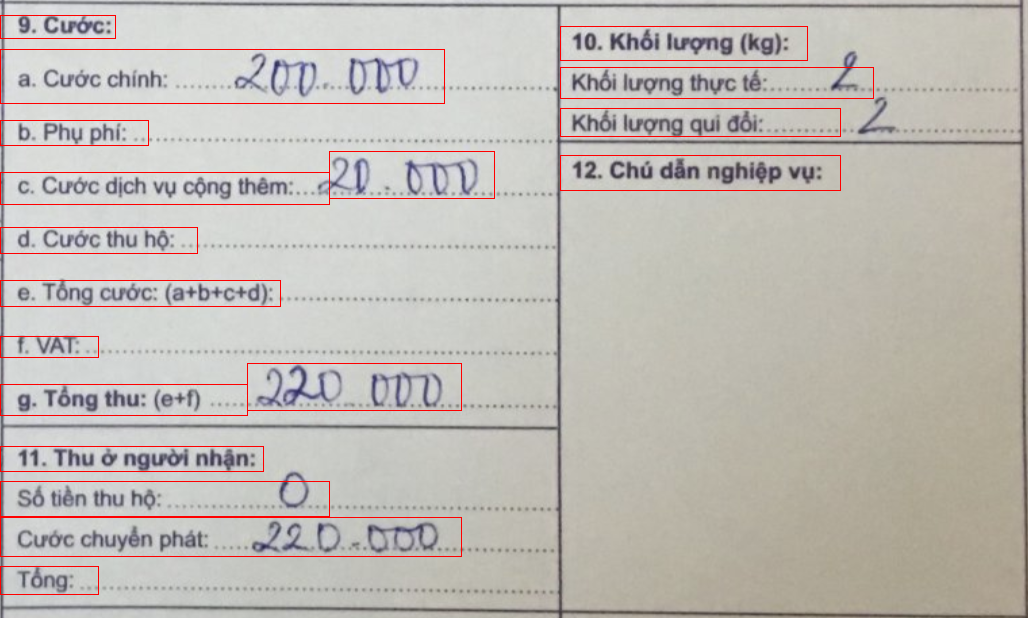 9. Cước:
a. Cước chính: 200.000
b. Phụ phí:
c. Cước dịch vụ cộng thêm: 20.000
d. Cước thu hộ:
e. Tổng cước: (a+b+c+d):
f. VAT:
g. Tổng thu: (e+f) 220 000
10. Khối lượng (kg):
Khối lượng thực tế: 2
Khối lượng qui đổi: 2
11. Thu ở người nhận:
Số tiền thu hộ: 0
Cước chuyển phát: 220.000
Tổng:
12. Chú dẫn nghiệp vụ: